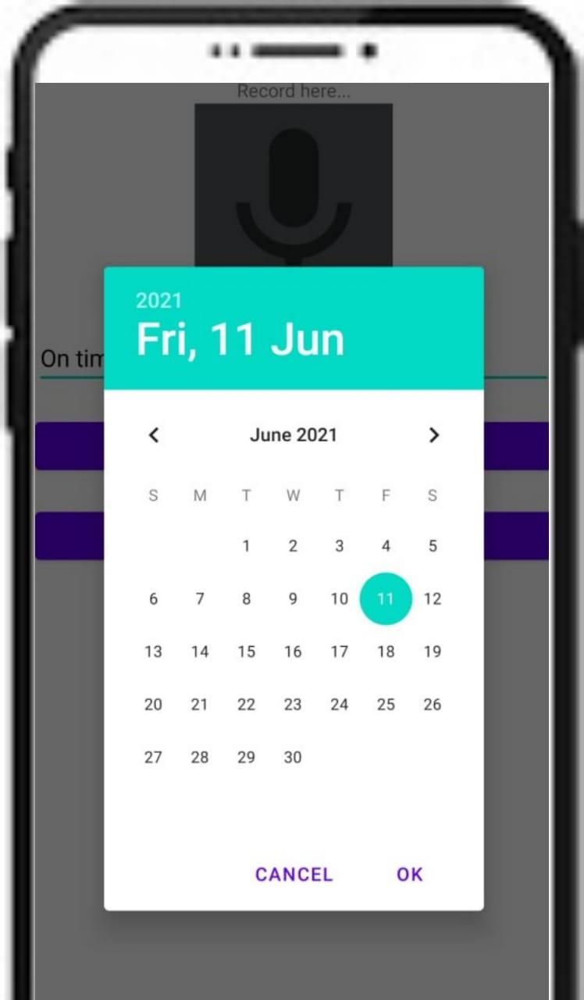 Record here...
2021
Fri, 11 Jun
On tim
June 2021
S M T W T F S
1 2 3 4 5
6 7 8 9 10 11 12
13 14 15 16 17 18 19
20 21 22 23 24 25 26
27 28 29 30
CANCEL OK